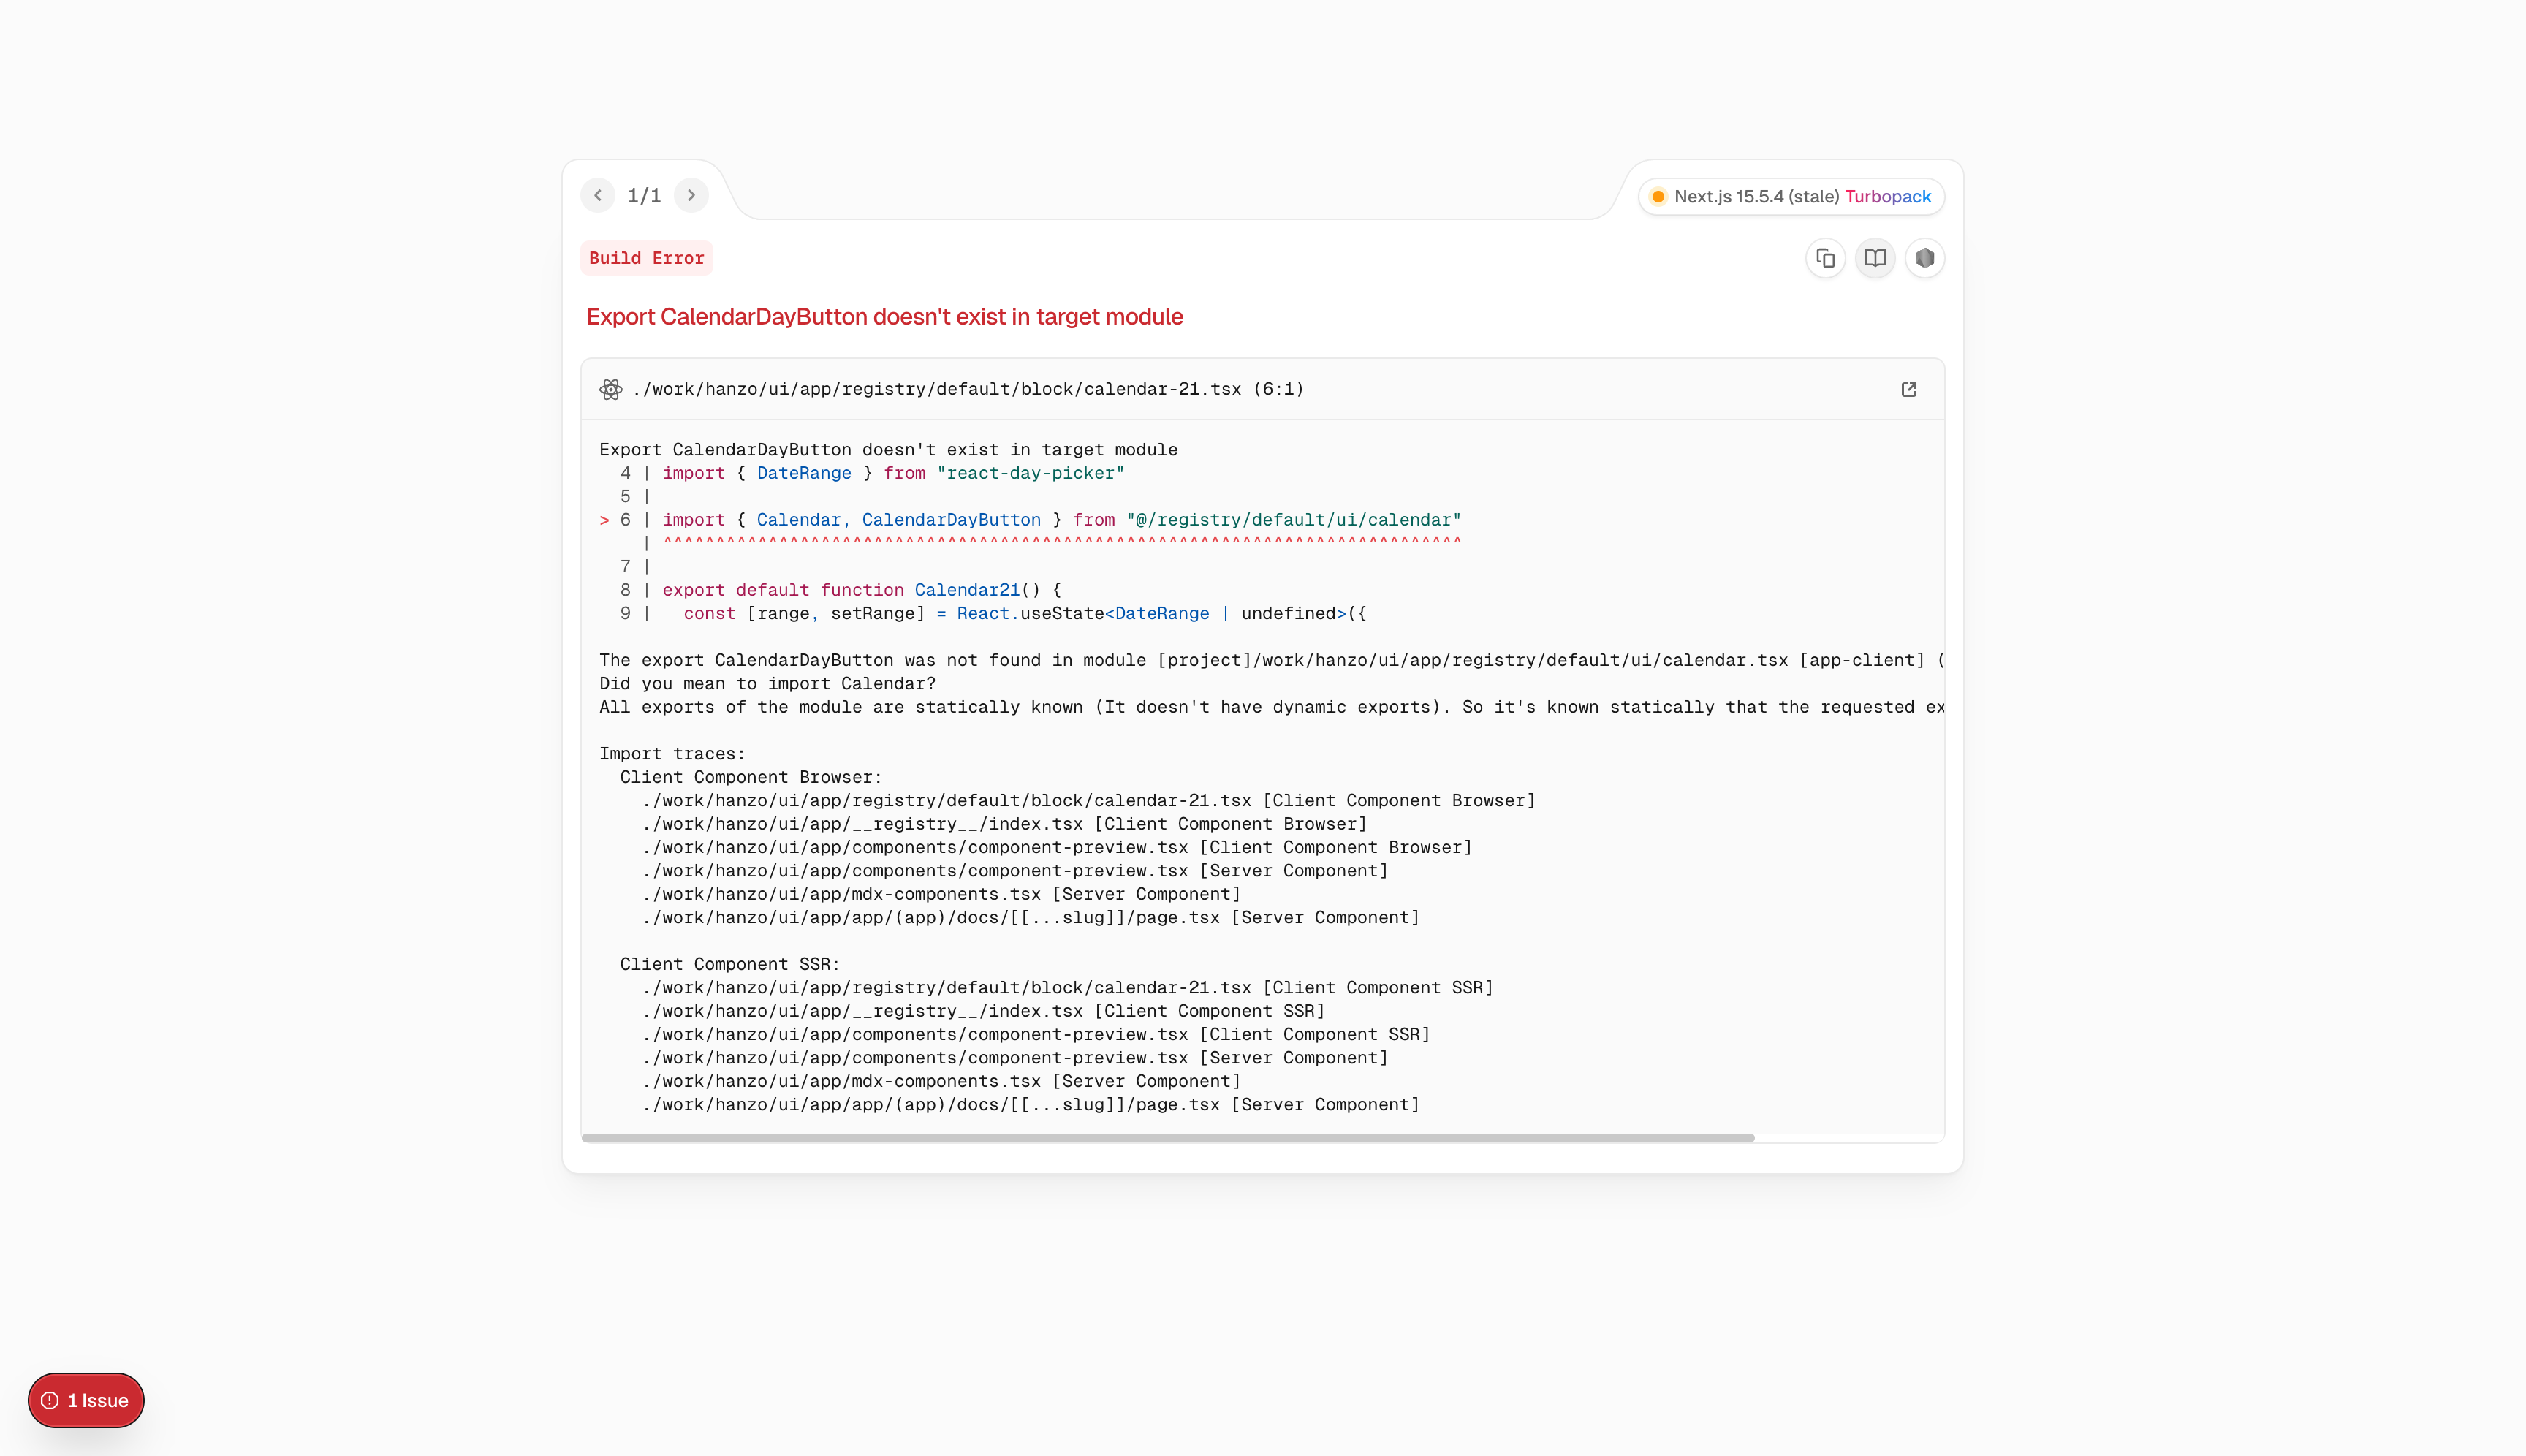 1/1
Next.js 15.5.4 (stale) Turbopack
Build Error
Export CalendarDayButton doesn't exist in target module
./work/hanzo/ui/app/registry/default/block/calendar-21.tsx (6:1)
Export CalendarDayButton doesn't exist in target module
4 | import { DateRange } from "react-day-picker"
5 |
> 6 | import { Calendar, CalendarDayButton } from "@/registry/default/ui/calendar"
| ^^^^^^^^^^^^^^^^^^^^^^^^^^^^^^^^^^^^^^^^^^^^^^^^^^^^^^^^^^^^^^^^^^^^^^^^^^^^
7 |
8 | export default function Calendar21() {
9 |   const [range, setRange] = React.useState<DateRange | undefined>({
The export CalendarDayButton was not found in module [project]/work/hanzo/ui/app/registry/default/ui/calendar.tsx [app-client] (
Did you mean to import Calendar?
All exports of the module are statically known (It doesn't have dynamic exports). So it's known statically that the requested ex
Import traces:
Client Component Browser:
./work/hanzo/ui/app/registry/default/block/calendar-21.tsx [Client Component Browser]
./work/hanzo/ui/app/__registry__/index.tsx [Client Component Browser]
./work/hanzo/ui/app/components/component-preview.tsx [Client Component Browser]
./work/hanzo/ui/app/components/component-preview.tsx [Server Component]
./work/hanzo/ui/app/mdx-components.tsx [Server Component]
./work/hanzo/ui/app/app/(app)/docs/[[...slug]]/page.tsx [Server Component]
Client Component SSR:
./work/hanzo/ui/app/registry/default/block/calendar-21.tsx [Client Component SSR]
./work/hanzo/ui/app/__registry__/index.tsx [Client Component SSR]
./work/hanzo/ui/app/components/component-preview.tsx [Client Component SSR]
./work/hanzo/ui/app/components/component-preview.tsx [Server Component]
./work/hanzo/ui/app/mdx-components.tsx [Server Component]
./work/hanzo/ui/app/app/(app)/docs/[[...slug]]/page.tsx [Server Component]
1 Issue